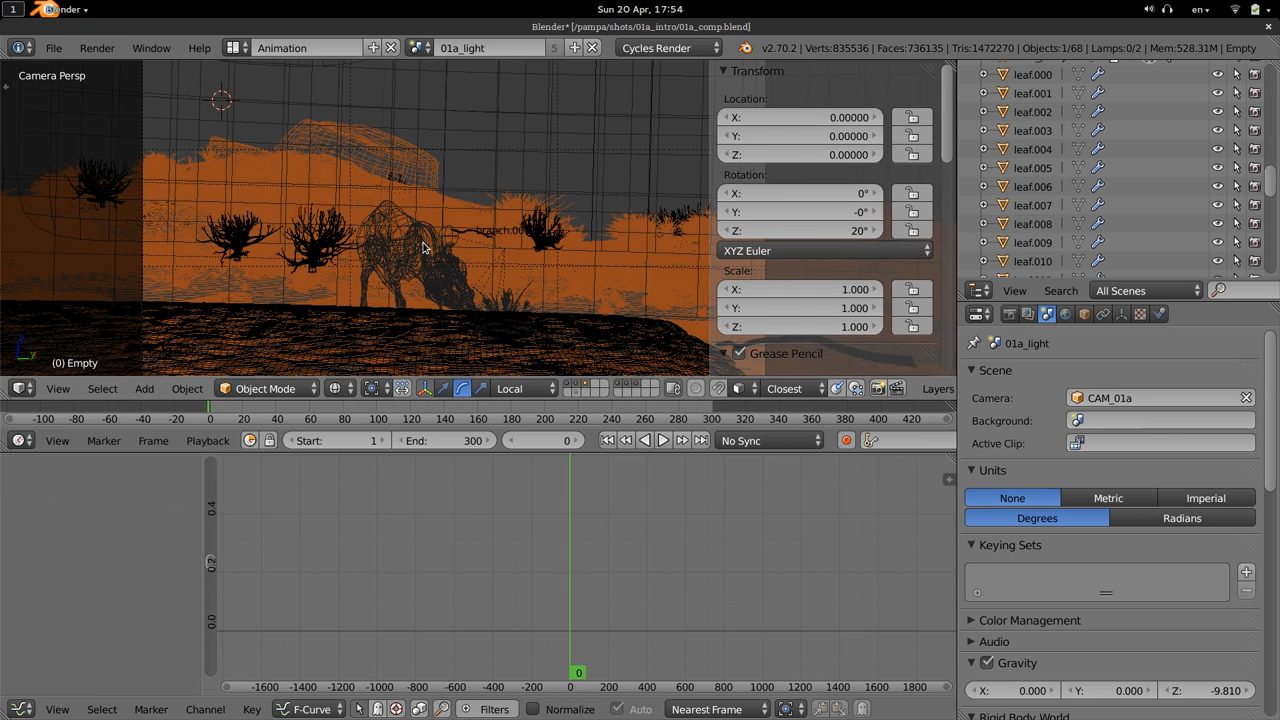 1 Blender Sun 20 Apr, 17:54 en
Blender* [/pampa/shots/01a_intro/01a_comp.blend]
File Render Window Help Animation 01a_light 5 Cycles Render v2.70.2 | Verts:835536 | Faces:736135 | Tris:1472270 | Objects:1/68 | Lamps:0/2 | Mem:528.31M | Empty
Camera Persp
(0) Empty
Transform
Location:
X: 0.00000
Y: 0.00000
Z: 0.00000
Rotation:
X: 0°
Y: -0°
Z: 20°
XYZ Euler
Scale:
X: 1.000
Y: 1.000
Z: 1.000
Grease Pencil
leaf.000
leaf.001
leaf.002
leaf.003
leaf.004
leaf.005
leaf.006
leaf.007
leaf.008
leaf.009
leaf.010
View Search All Scenes
View Select Add Object Object Mode Local Closest Layers
-100 -80 -60 -40 -20 0 20 40 60 80 100 120 140 160 180 200 220 240 260 280 300 320 340 360 380 400 420
View Marker Frame Playback Start: 1 End: 300 0 No Sync
0.4
0.2
0.0
0
-1600 -1400 -1200 -1000 -800 -600 -400 -200 0 200 400 600 800 1000 1200 1400 1600 1800
View Select Marker Channel Key F-Curve Filters Normalize Auto Nearest Frame
01a_light
Scene
Camera: CAM_01a
Background:
Active Clip:
Units
None Metric Imperial
Degrees Radians
Keying Sets
Color Management
Audio
Gravity
X: 0.000 Y: 0.000 Z: -9.810
Rigid Body World